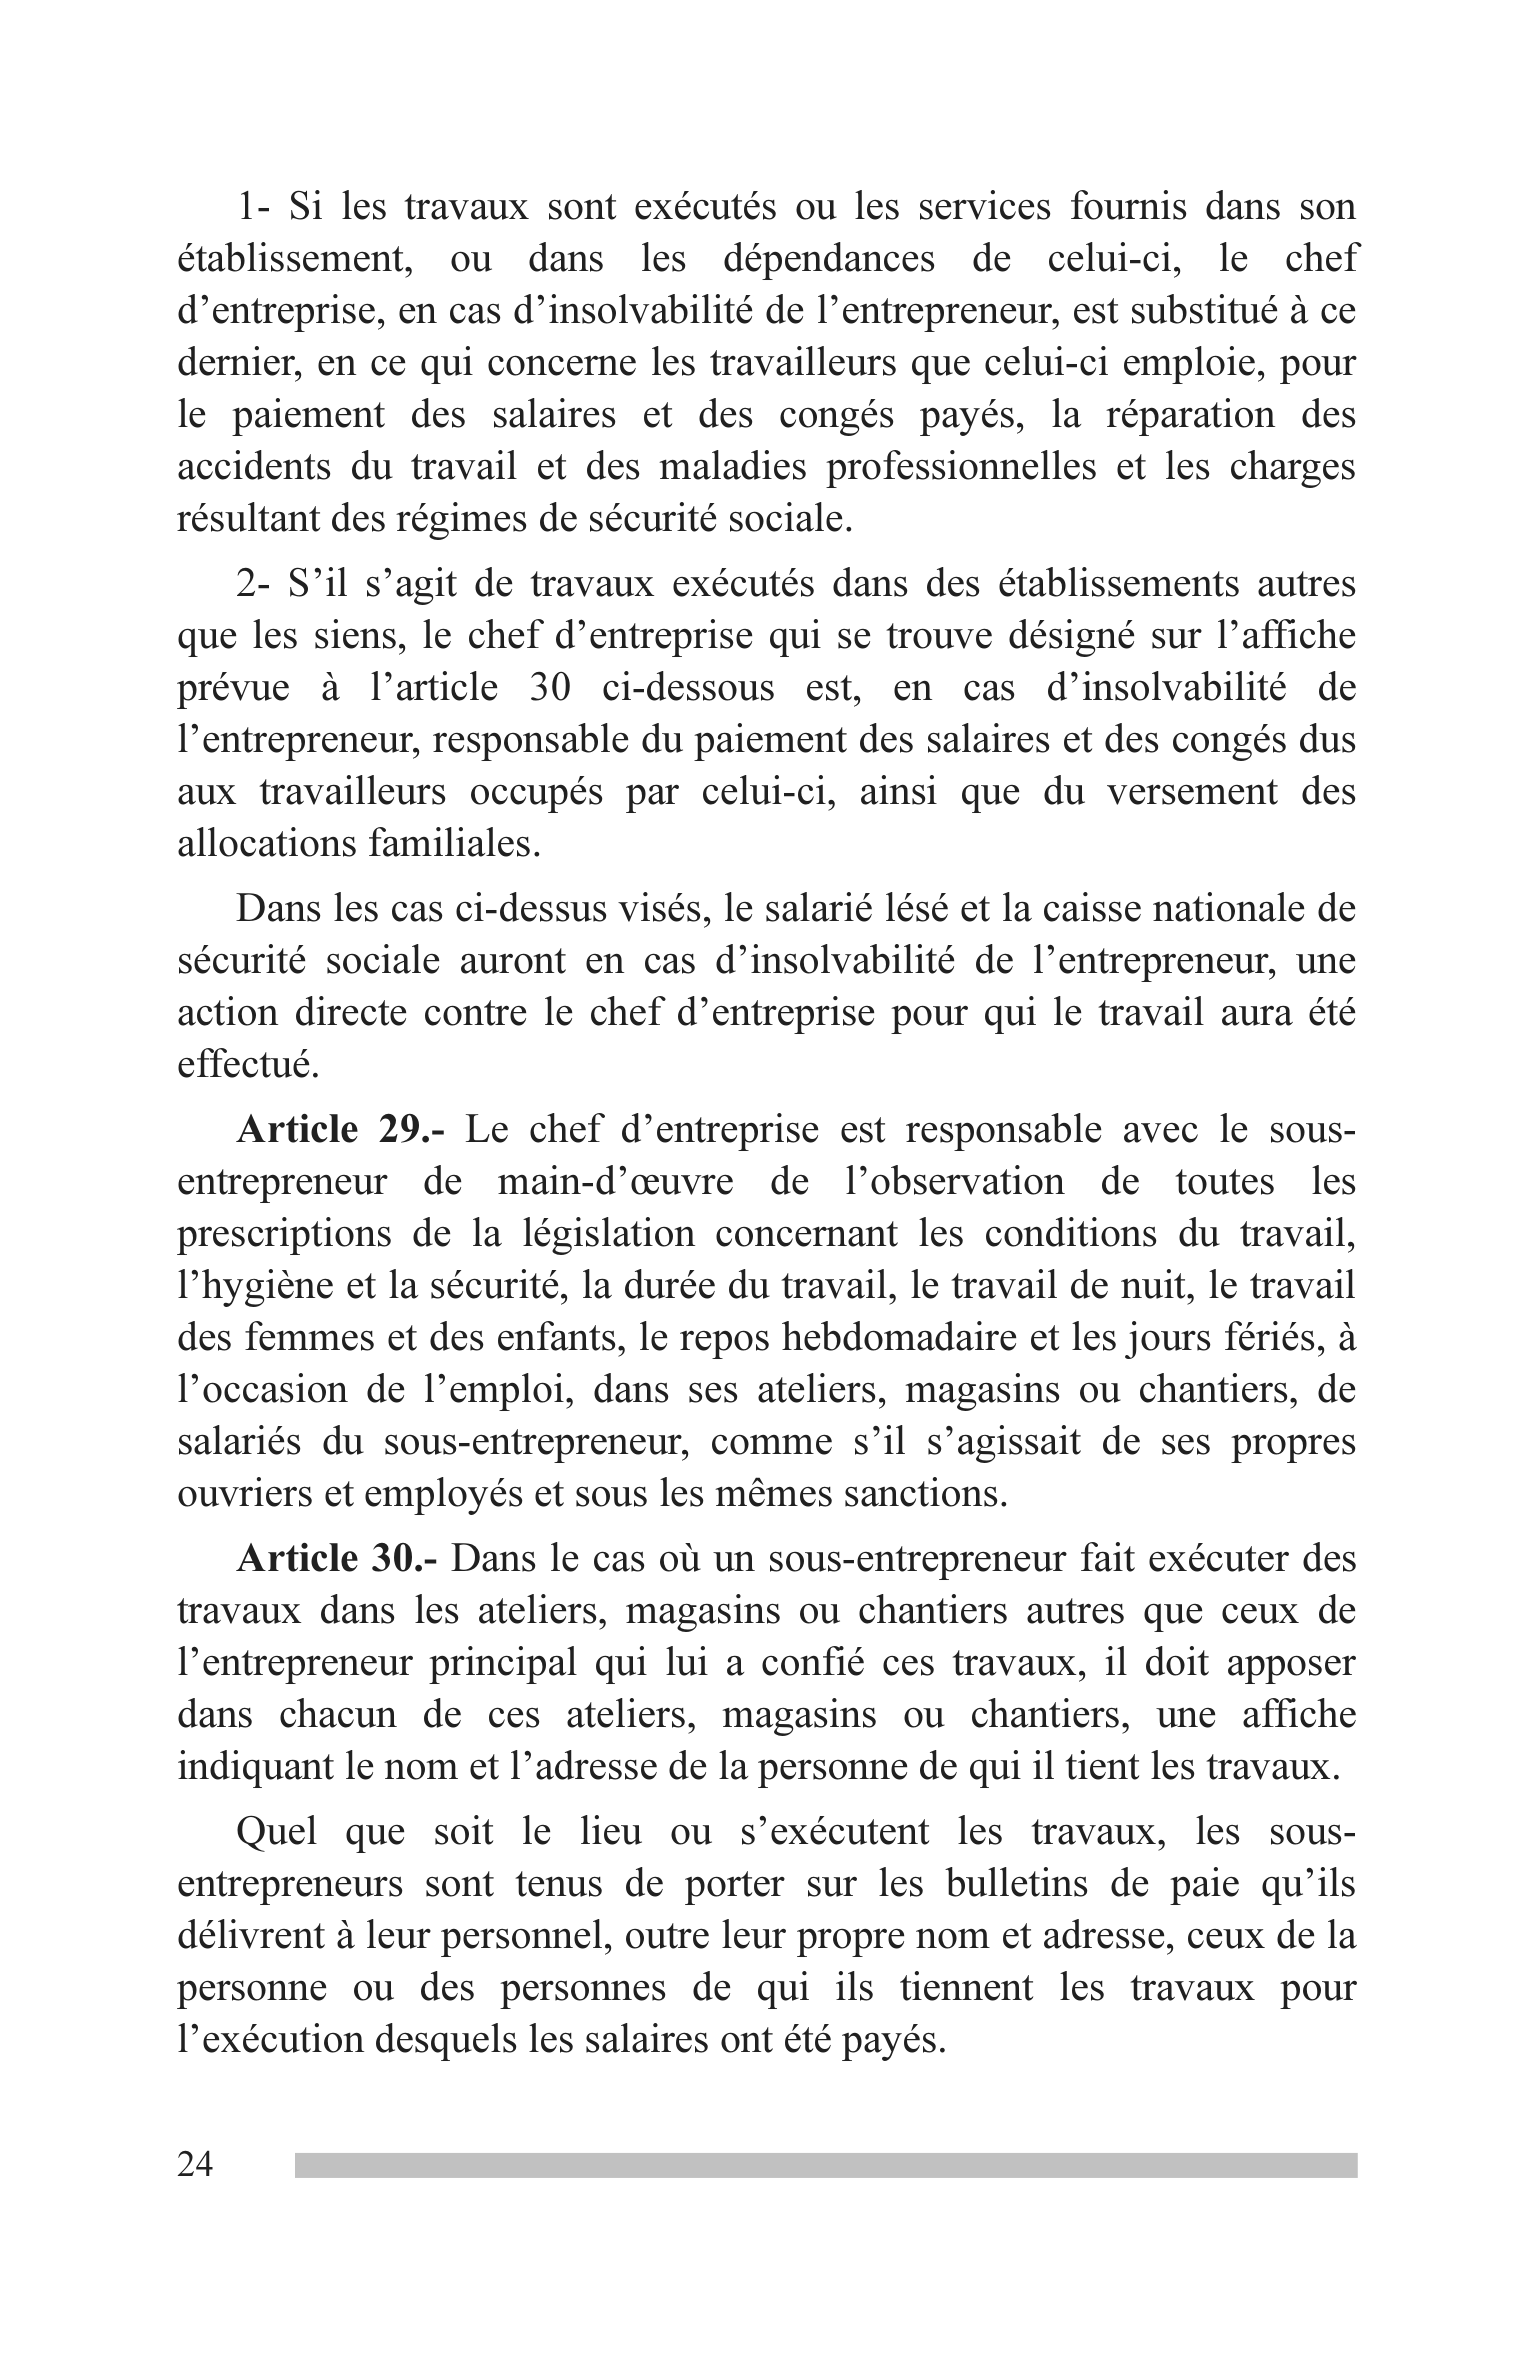 1- Si les travaux sont exécutés ou les services fournis dans son
établissement, ou dans les dépendances de celui-ci, le chef
d’entreprise, en cas d’insolvabilité de l’entrepreneur, est substitué à ce
dernier, en ce qui concerne les travailleurs que celui-ci emploie, pour
le paiement des salaires et des congés payés, la réparation des
accidents du travail et des maladies professionnelles et les charges
résultant des régimes de sécurité sociale.
2- S’il s’agit de travaux exécutés dans des établissements autres
que les siens, le chef d’entreprise qui se trouve désigné sur l’affiche
prévue à l’article 30 ci-dessous est, en cas d’insolvabilité de
l’entrepreneur, responsable du paiement des salaires et des congés dus
aux travailleurs occupés par celui-ci, ainsi que du versement des
allocations familiales.
Dans les cas ci-dessus visés, le salarié lésé et la caisse nationale de
sécurité sociale auront en cas d’insolvabilité de l’entrepreneur, une
action directe contre le chef d’entreprise pour qui le travail aura été
effectué.
Article 29.- Le chef d’entreprise est responsable avec le sous-
entrepreneur de main-d’œuvre de l’observation de toutes les
prescriptions de la législation concernant les conditions du travail,
l’hygiène et la sécurité, la durée du travail, le travail de nuit, le travail
des femmes et des enfants, le repos hebdomadaire et les jours fériés, à
l’occasion de l’emploi, dans ses ateliers, magasins ou chantiers, de
salariés du sous-entrepreneur, comme s’il s’agissait de ses propres
ouvriers et employés et sous les mêmes sanctions.
Article 30.- Dans le cas où un sous-entrepreneur fait exécuter des
travaux dans les ateliers, magasins ou chantiers autres que ceux de
l’entrepreneur principal qui lui a confié ces travaux, il doit apposer
dans chacun de ces ateliers, magasins ou chantiers, une affiche
indiquant le nom et l’adresse de la personne de qui il tient les travaux.
Quel que soit le lieu ou s’exécutent les travaux, les sous-
entrepreneurs sont tenus de porter sur les bulletins de paie qu’ils
délivrent à leur personnel, outre leur propre nom et adresse, ceux de la
personne ou des personnes de qui ils tiennent les travaux pour
l’exécution desquels les salaires ont été payés.
24